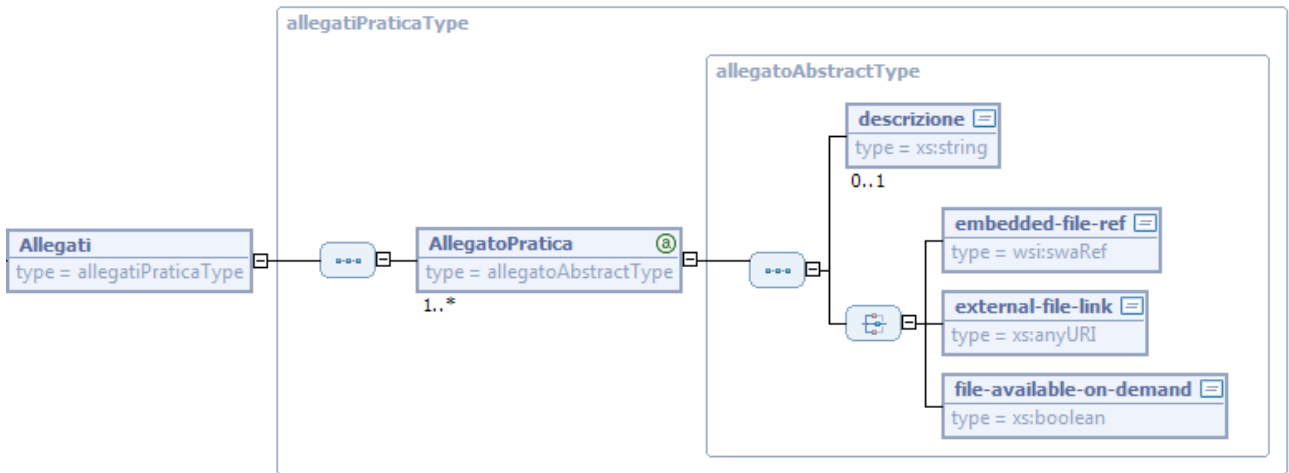 allegatiPraticaType
allegatoAbstractType
descrizione
type = xs:string
0..1
embedded-file-ref
type = wsi:swaRef
Allegati
type = allegatiPraticaType
AllegatoPratica a
type = allegatoAbstractType
1..*
external-file-link
type = xs:anyURI
file-available-on-demand
type = xs:boolean